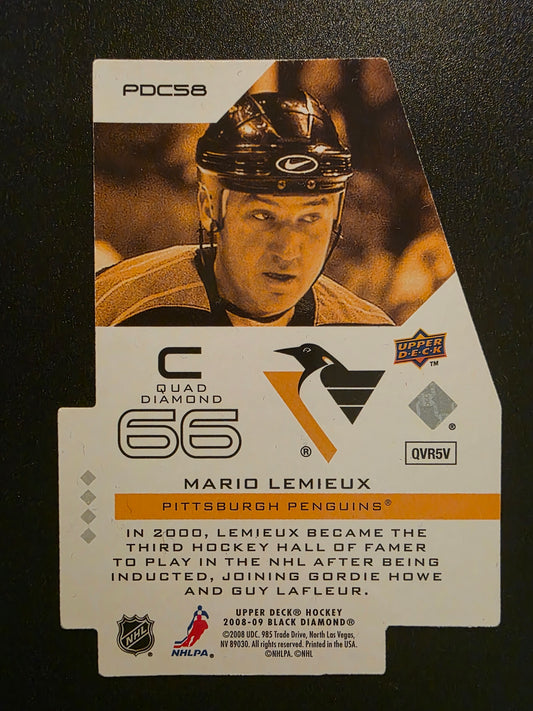 PDC58
C
QUAD
DIAMOND
66
UPPER
D·E·C·K
TM
®
®
QVR5V
MARIO LEMIEUX
PITTSBURGH PENGUINS®
IN 2000, LEMIEUX BECAME THE
THIRD HOCKEY HALL OF FAMER
TO PLAY IN THE NHL AFTER BEING
INDUCTED, JOINING GORDIE HOWE
AND GUY LAFLEUR.
NHL
NHLPA®
UPPER DECK® HOCKEY
2008-09 BLACK DIAMOND®
©2008 UDC. 985 Trade Drive, North Las Vegas,
NV 89030. All rights reserved. Printed in the USA.
©NHLPA. ©NHL